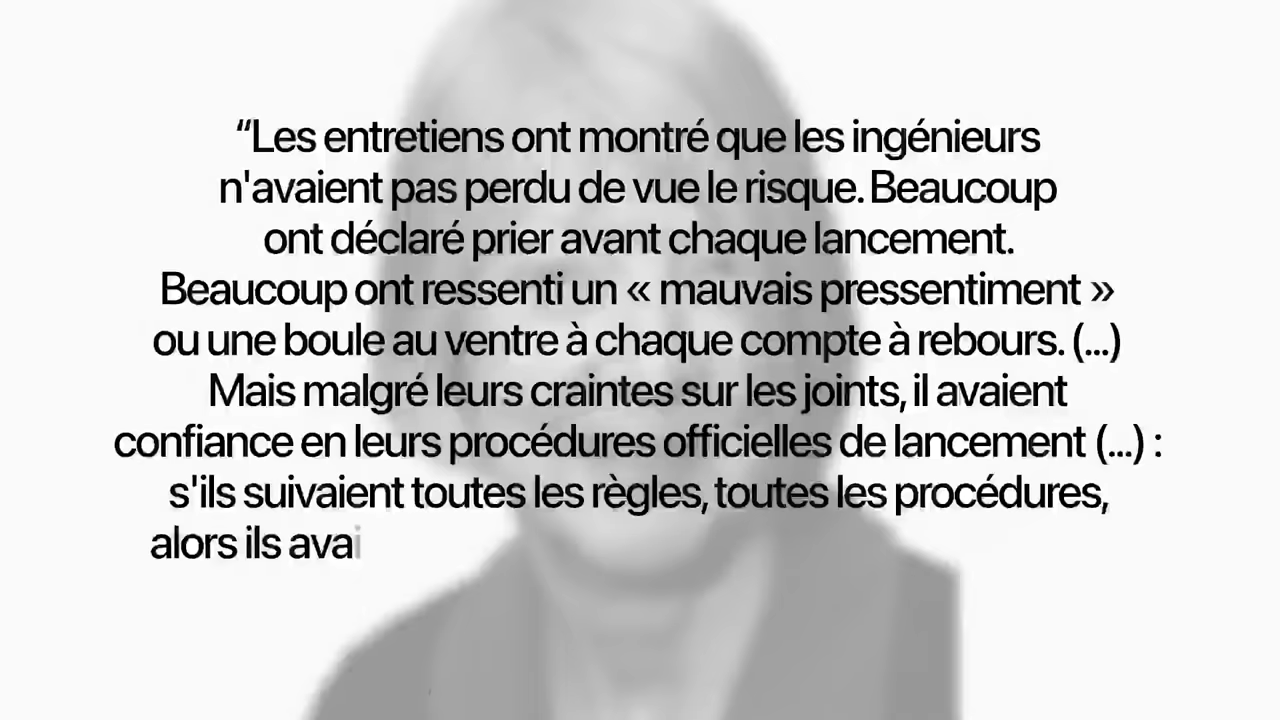 “Les entretiens ont montré que les ingénieurs
n'avaient pas perdu de vue le risque. Beaucoup
ont déclaré prier avant chaque lancement.
Beaucoup ont ressenti un « mauvais pressentiment »
ou une boule au ventre à chaque compte à rebours. (...)
Mais malgré leurs craintes sur les joints, il avaient
confiance en leurs procédures officielles de lancement (...) :
s'ils suivaient toutes les règles, toutes les procédures,
alors ils avai